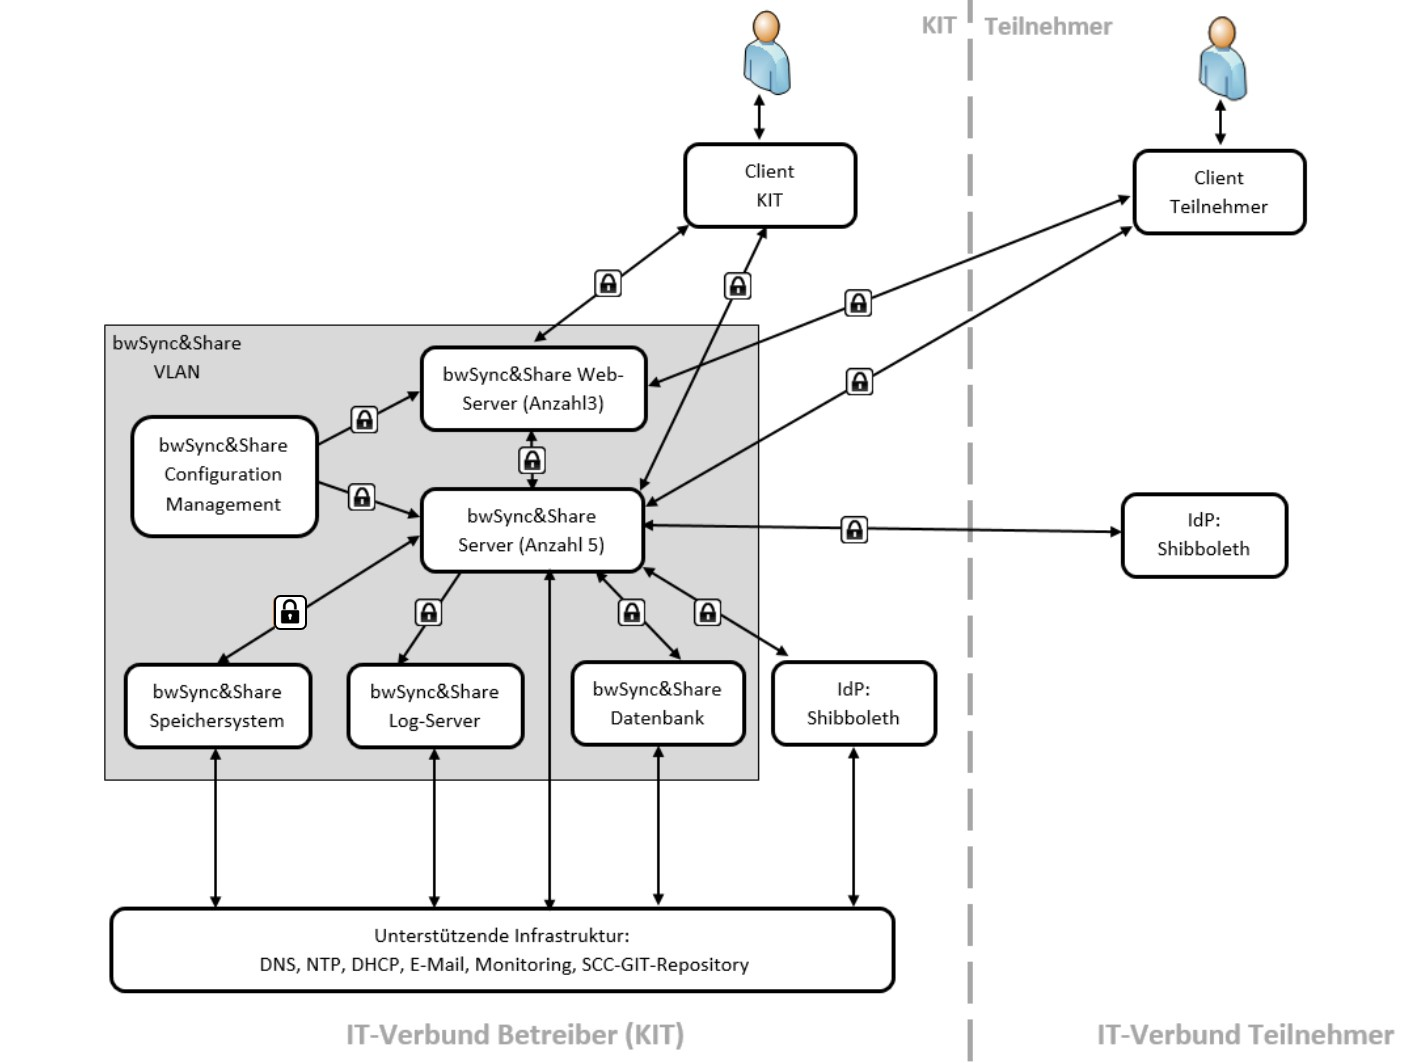 KIT
Teilnehmer
Client
KIT
Client
Teilnehmer
bwSync&Share
VLAN
bwSync&Share Web-
Server (Anzahl3)
bwSync&Share
Configuration
Management
bwSync&Share
Server (Anzahl 5)
IdP:
Shibboleth
bwSync&Share
Speichersystem
bwSync&Share
Log-Server
bwSync&Share
Datenbank
IdP:
Shibboleth
Unterstützende Infrastruktur:
DNS, NTP, DHCP, E-Mail, Monitoring, SCC-GIT-Repository
IT-Verbund Betreiber (KIT)
IT-Verbund Teilnehmer